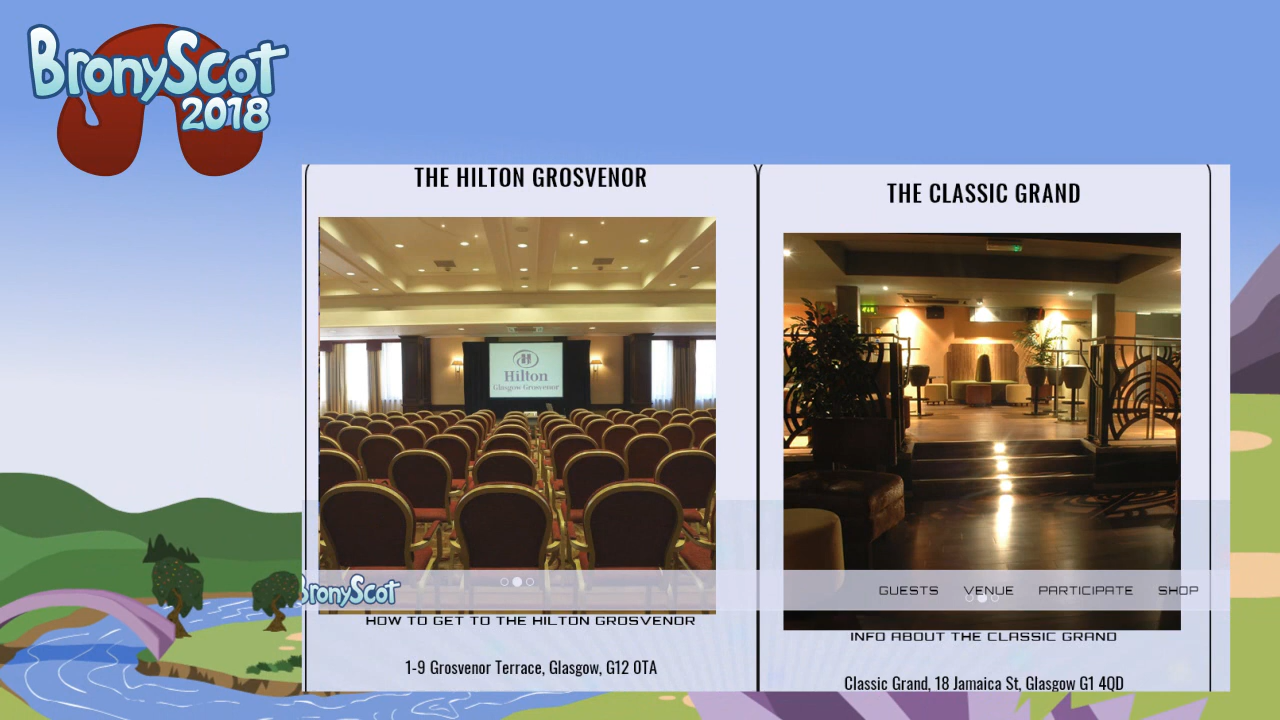 BronyScot
2018
THE HILTON GROSVENOR
THE CLASSIC GRAND
Hilton
Glasgow Grosvenor
BronyScot
GUESTS VENUE PARTICIPATE SHOP
HOW TO GET TO THE HILTON GROSVENOR
INFO ABOUT THE CLASSIC GRAND
1-9 Grosvenor Terrace, Glasgow, G12 0TA
Classic Grand, 18 Jamaica St, Glasgow G1 4QD